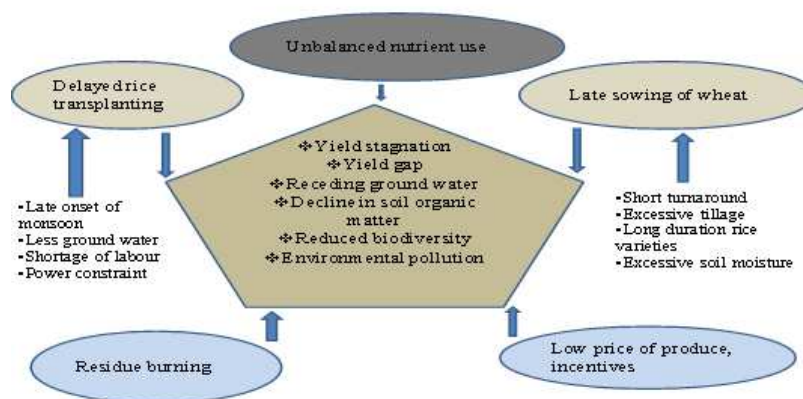 Unbalanced nutrient use
Delayed rice
transplanting
Late sowing of wheat
❖Yield stagnation
❖Yield gap
❖Receding ground water
❖Decline in soil organic
matter
❖Reduced biodiversity
❖Environmental pollution
▪Late onset of
monsoon
▪Less ground water
▪Shortage of labour
▪Power constraint
▪Short turnaround
▪Excessive tillage
▪Long duration rice
varieties
▪Excessive soil moisture
Residue burning
Low price of produce,
incentives